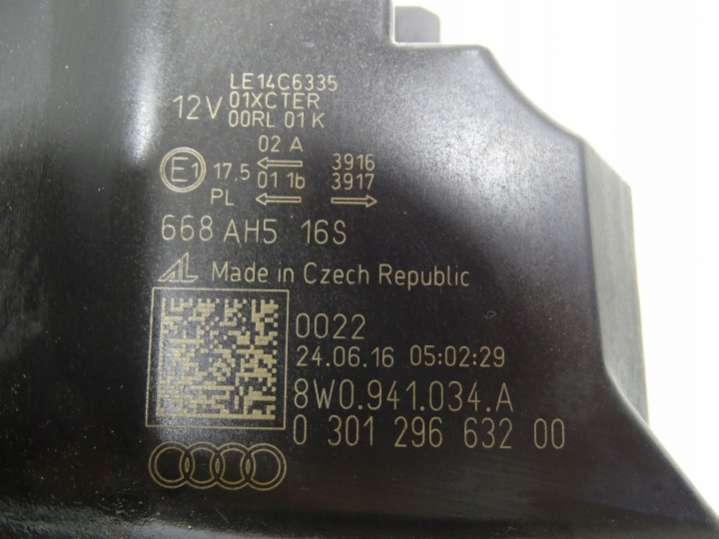 LE14C6335
12V 01XCTER
00RL 01K
02 A
E1 17.5 3916
01 1b 3917
PL
668 AH5 16S
AL Made in Czech Republic
0022
24.06.16 05:02:29
8W0.941.034.A
0 301 296 632 00